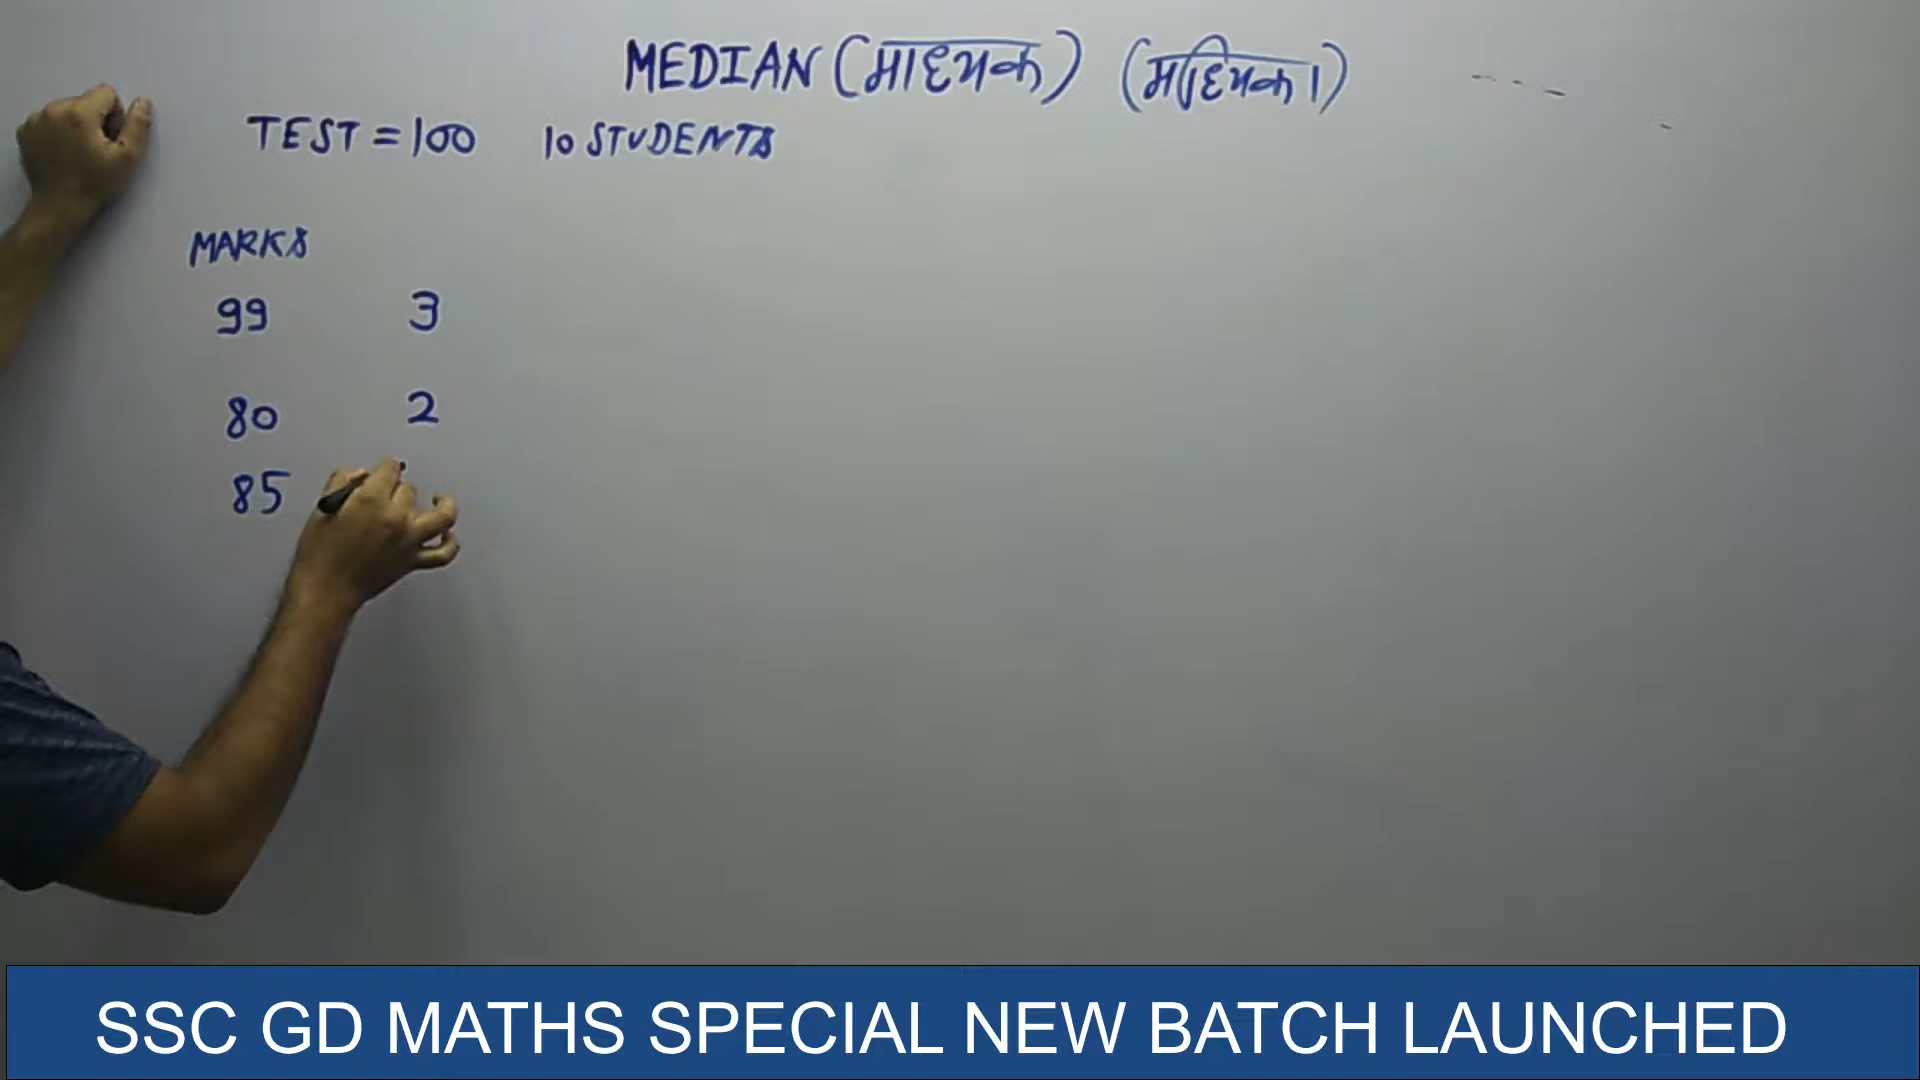 MEDIAN (माध्यक) (मध्यिका)
TEST = 100 10 STUDENTS
MARKS
99 3
80 2
85
SSC GD MATHS SPECIAL NEW BATCH LAUNCHED